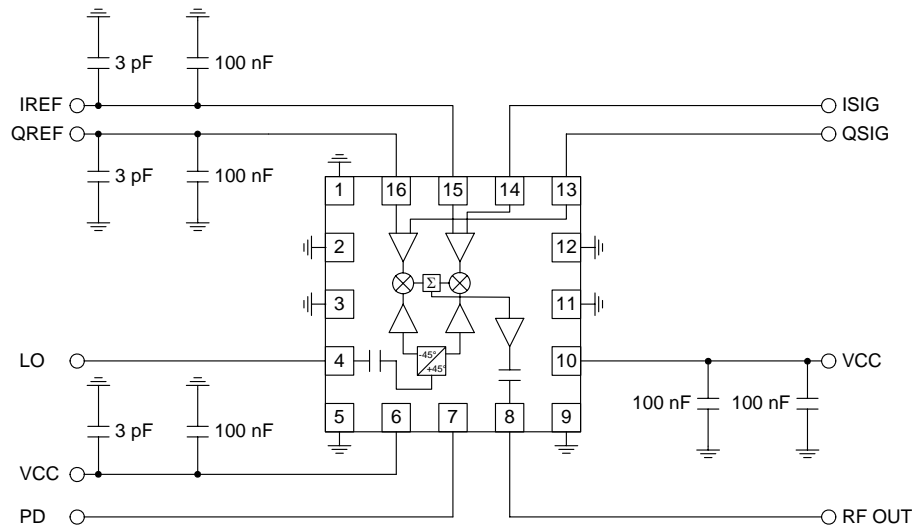 3 pF 100 nF
IREF ISIG
QREF QSIG
3 pF 100 nF
1 16 15 14 13
2 12
Σ
3 11
LO 4 -45° 10 VCC
+45°
3 pF 100 nF 100 nF 100 nF
5 6 7 8 9
VCC
PD RF OUT